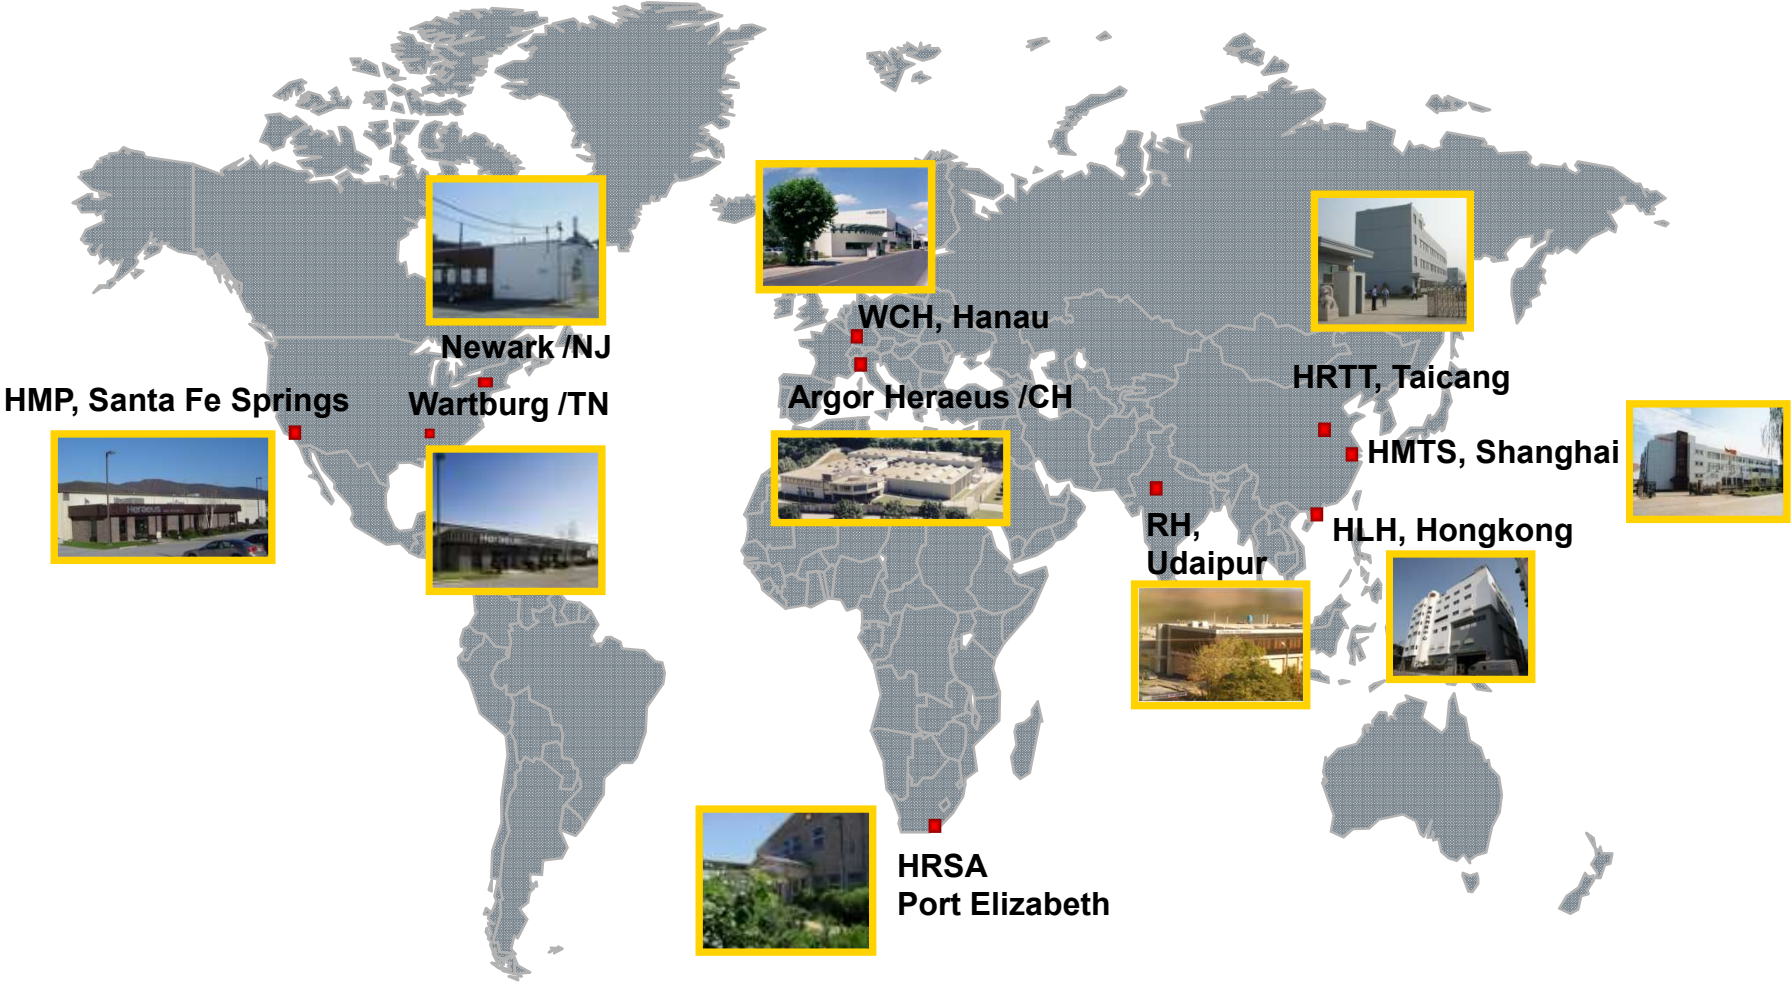 WCH, Hanau
Newark /NJ
HRTT, Taicang
HMP, Santa Fe Springs
Wartburg /TN
Argor Heraeus /CH
HMTS, Shanghai
Heraeus
RH,
Udaipur
HLH, Hongkong
HRSA
Port Elizabeth